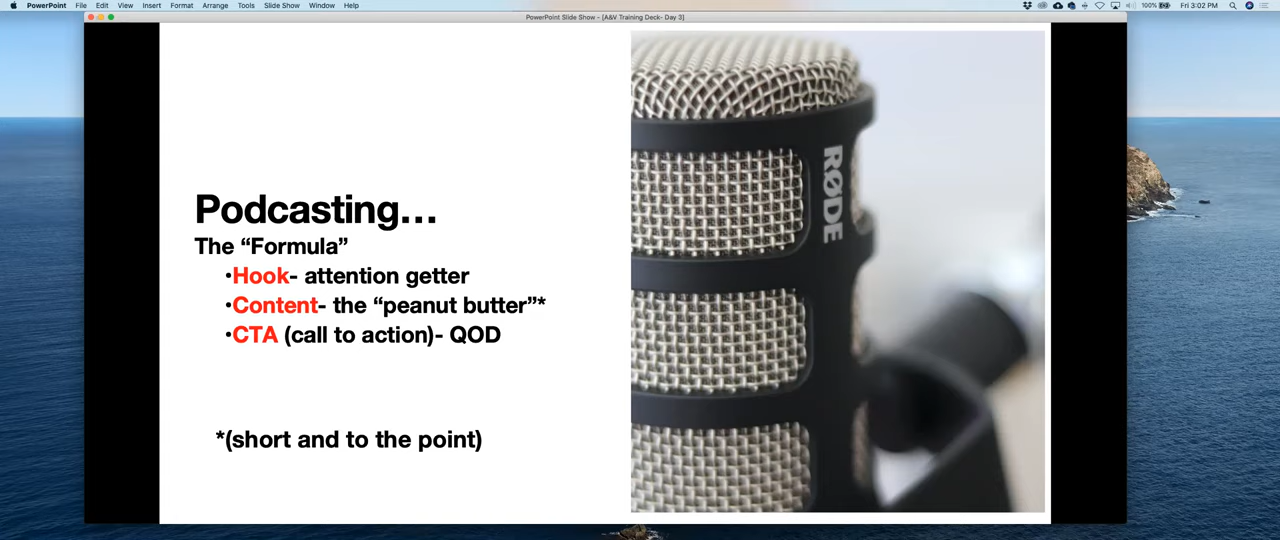 PowerPoint File Edit View Insert Format Arrange Tools Slide Show Window Help
100% Fri 3:02 PM
PowerPoint Slide Show - [A&V Training Deck- Day 3]
Podcasting...
The “Formula”
•Hook- attention getter
•Content- the “peanut butter”*
•CTA (call to action)- QOD
*(short and to the point)
RØDE